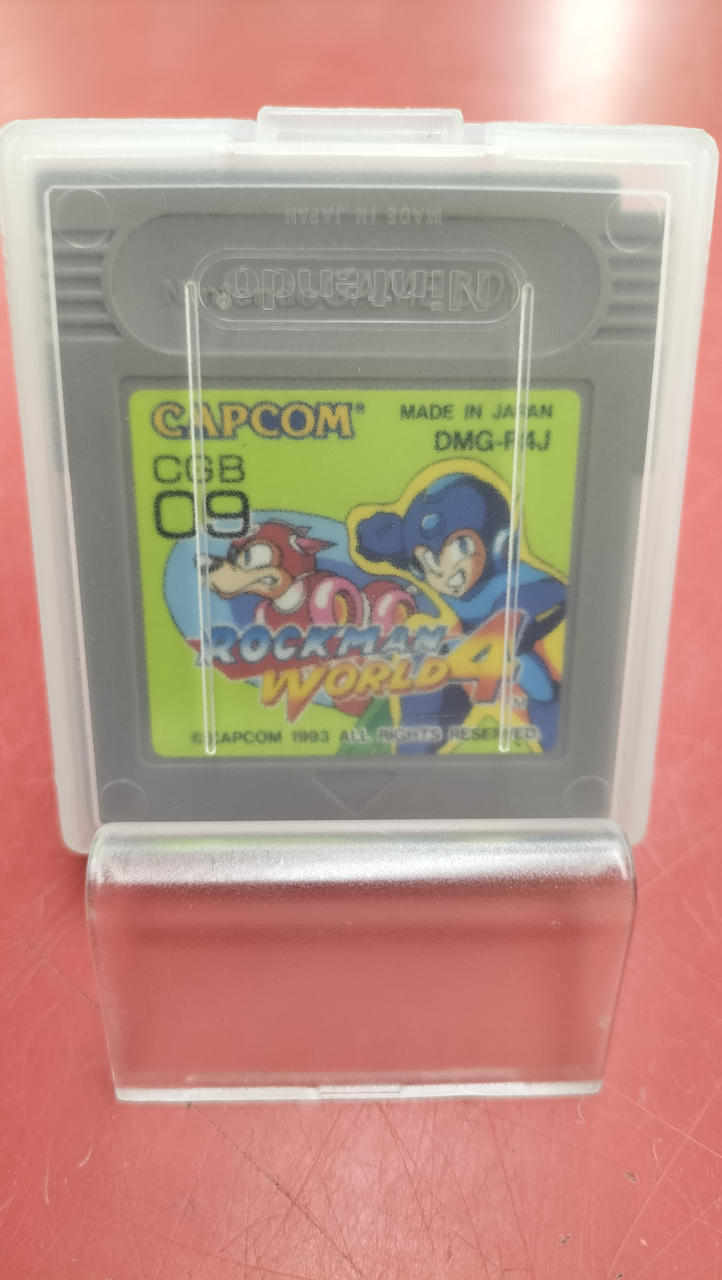 MADE IN JAPAN
Nintendo®
CAPCOM®
MADE IN JAPAN
DMG-R4J
CGB
09
ROCKMAN
WORLD 4
TM
©CAPCOM 1993 ALL RIGHTS RESERVED.